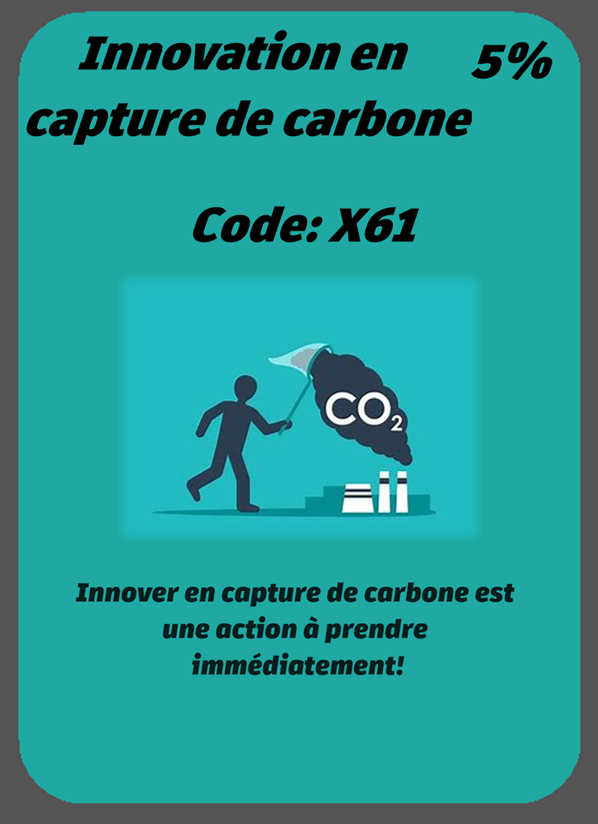 Innovation en 5%
capture de carbone
Code: X61
CO₂
Innover en capture de carbone est
une action à prendre
immédiatement!